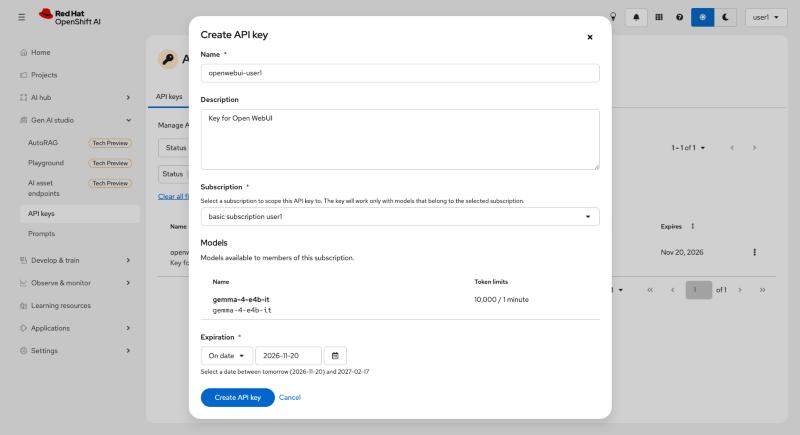 Red Hat
OpenShift AI
user1
Home
Projects
AI hub
Gen AI studio
AutoRAG
Tech Preview
Playground
Tech Preview
AI asset
endpoints
Tech Preview
API keys
Prompts
Develop & train
Observe & monitor
Learning resources
Applications
Settings
A
API keys
Manage A
Status
Status
Clear all fi
Name
openw
Key fo
1-1 of 1
Expires
Nov 20, 2026
1
of 1
Create API key
Name *
openwebui-user1
Description
Key for Open WebUI
Subscription *
Select a subscription to scope this API key to. The key will work only with models that belong to the selected subscription.
basic subscription user1
Models
Models available to members of this subscription.
Name
Token limits
gemma-4-e4b-it
10,000 / 1 minute
gemma-4-e4b-it
Expiration *
On date
2026-11-20
Select a date between tomorrow (2026-11-20) and 2027-02-17
Create API key
Cancel